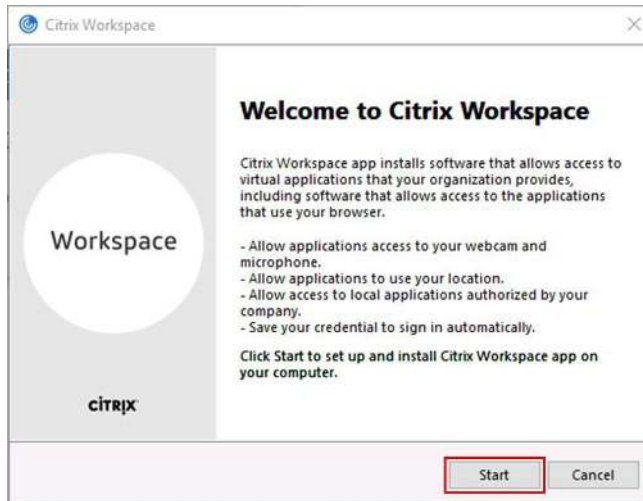 Citrix Workspace
Welcome to Citrix Workspace
Citrix Workspace app installs software that allows access to
virtual applications that your organization provides,
including software that allows access to the applications
that use your browser.
- Allow applications access to your webcam and
microphone.
- Allow applications to use your location.
- Allow access to local applications authorized by your
company.
- Save your credential to sign in automatically.
Click Start to set up and install Citrix Workspace app on
your computer.
Workspace
CITRIX
Start
Cancel